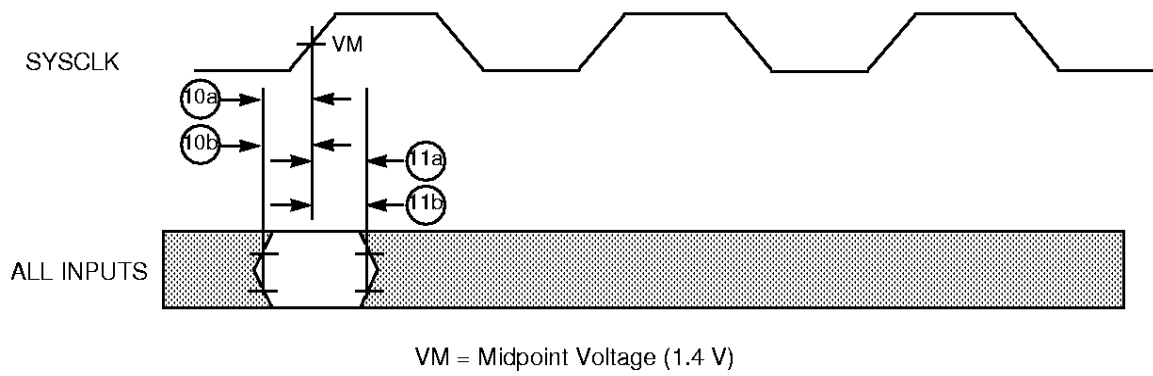 VM
SYSCLK
10a
10b
11a
11b
ALL INPUTS
VM = Midpoint Voltage (1.4 V)